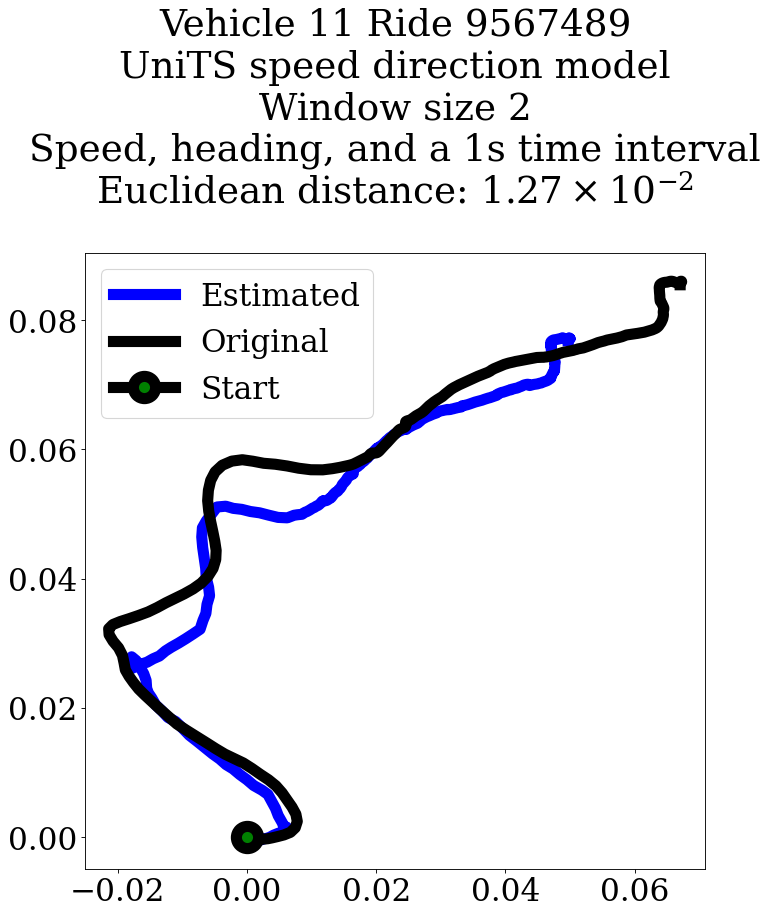 Vehicle 11 Ride 9567489
UniTS speed direction model
Window size 2
Speed, heading, and a 1s time interval
Euclidean distance: 1.27 × 10⁻²
Estimated
Original
Start
0.08
0.06
0.04
0.02
0.00
−0.02 0.00 0.02 0.04 0.06